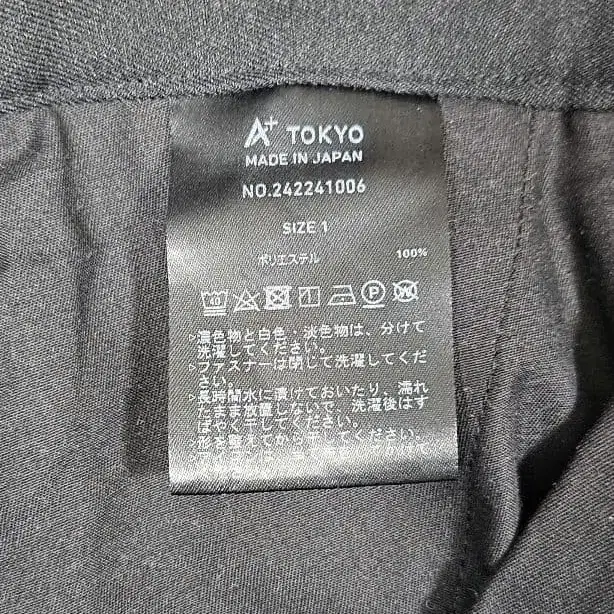 A+ TOKYO
MADE IN JAPAN
NO.242241006
SIZE 1
ポリエステル 100%
40 P W
▷濃色物と白色・淡色物は、分けて
洗濯してください。
▷ファスナーは閉じて洗濯してくだ
さい。
▷長時間水に漬けておいたり、濡れ
たまま放置しないで、洗濯後はす
ばやく干してください。
▷形を整えてから干してください。